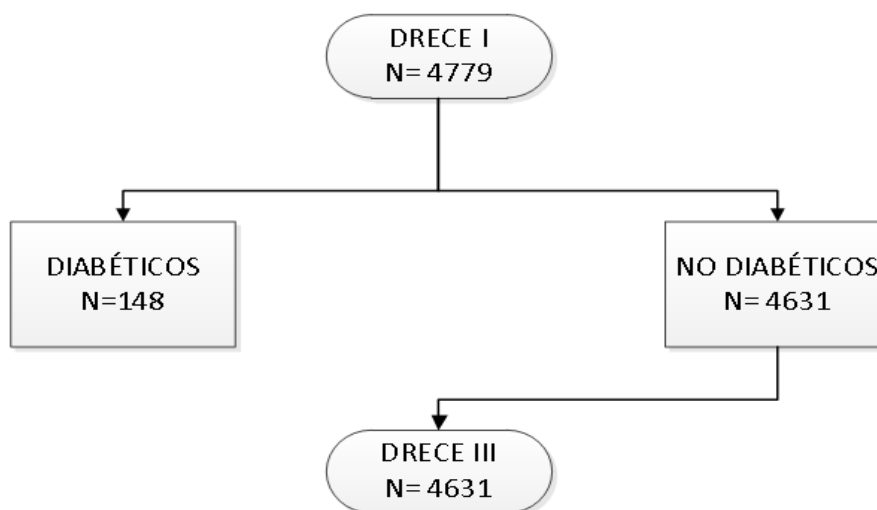 DRECE I
N= 4779
DIABÉTICOS
N=148
NO DIABÉTICOS
N= 4631
DRECE III
N= 4631